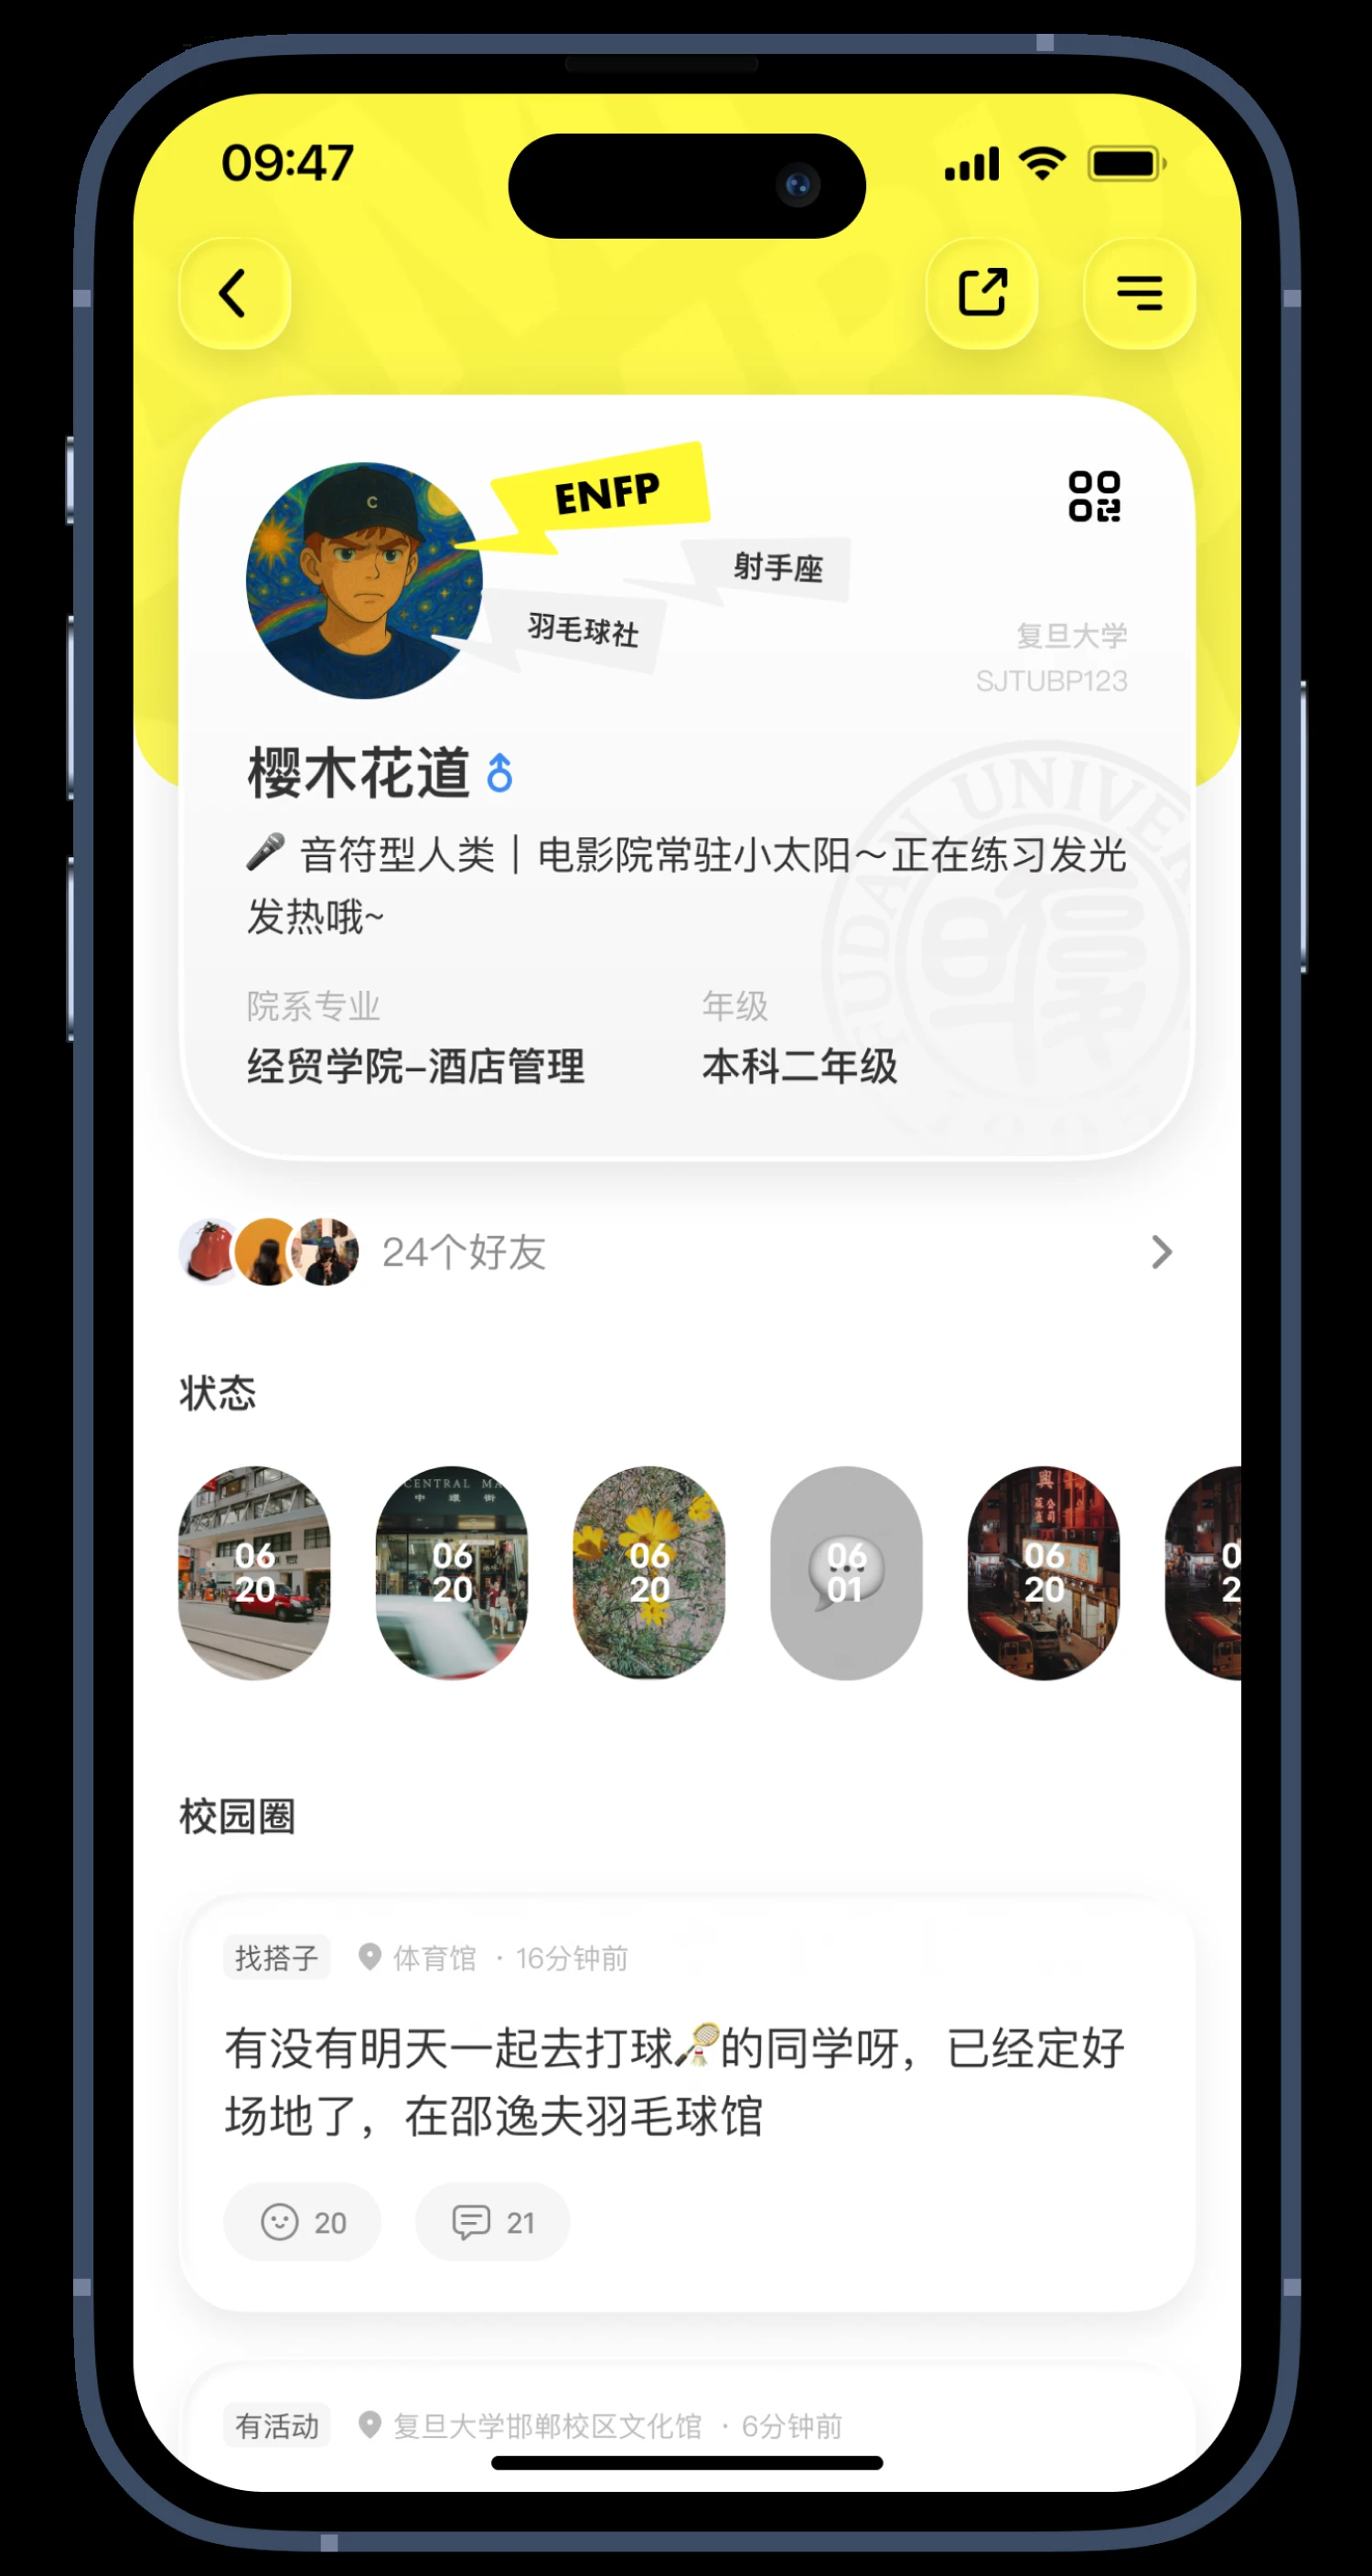 09:47
C
ENFP
射手座
羽毛球社
复旦大学
SJTUBP123
樱木花道
🎤 音符型人类｜电影院常驻小太阳～正在练习发光
发热哦~
FUDAN UNIVER
院系专业
年级
经贸学院–酒店管理
本科二年级
24个好友
状态
CENTRAL MA
中環街
06
20
06
20
06
20
06
01
06
20
0
2
校园圈
找搭子 体育馆 · 16分钟前
有没有明天一起去打球🏸的同学呀，已经定好
场地了，在邵逸夫羽毛球馆
20
21
有活动 复旦大学邯郸校区文化馆 · 6分钟前